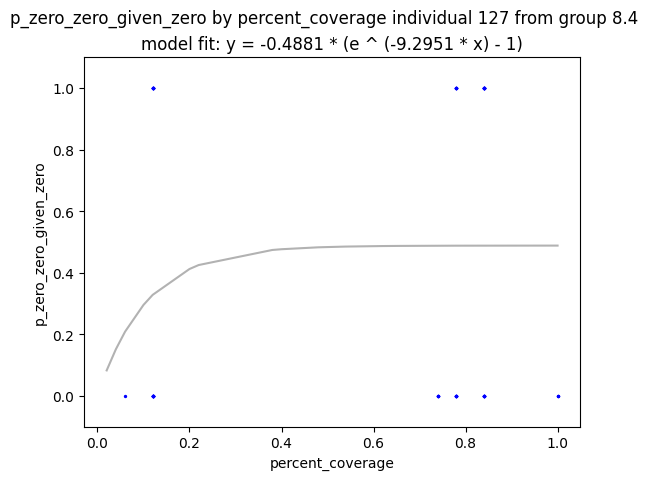 p_zero_zero_given_zero by percent_coverage individual 127 from group 8.4
model fit: y = -0.4881 * (e ^ (-9.2951 * x) - 1)
1.0
0.8
0.6
0.4
0.2
0.0
p_zero_zero_given_zero
0.0 0.2 0.4 0.6 0.8 1.0
percent_coverage